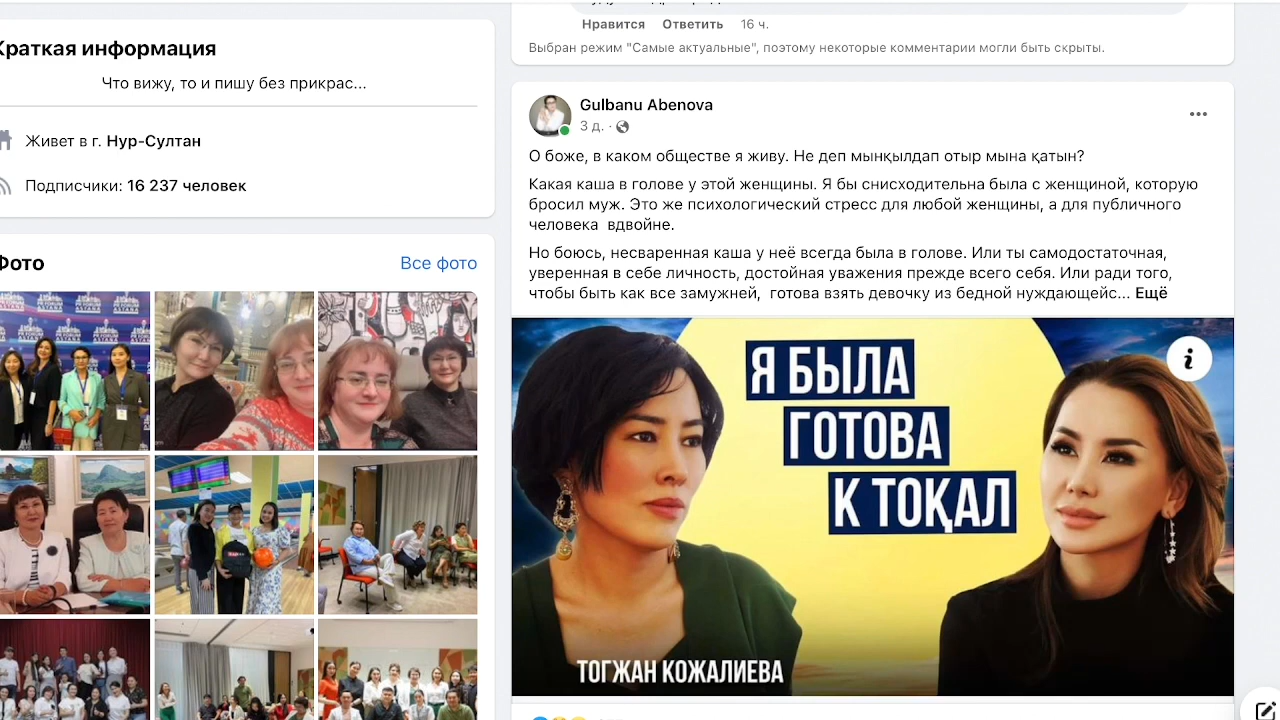 Краткая информация
Что вижу, то и пишу без прикрас...
Живет в г. Нур-Султан
Подписчики: 16 237 человек
Фото
Все фото
PR FORUM
ASTANA
Нравится Ответить 16 ч.
Выбран режим "Самые актуальные", поэтому некоторые комментарии могли быть скрыты.
Gulbanu Abenova
3 д. ·
О боже, в каком обществе я живу. Не деп мыңқылдап отыр мына қатын?
Какая каша в голове у этой женщины. Я бы снисходительна была с женщиной, которую
бросил муж. Это же психологический стресс для любой женщины, а для публичного
человека вдвойне.
Но боюсь, несваренная каша у неё всегда была в голове. Или ты самодостаточная,
уверенная в себе личность, достойная уважения прежде всего себя. Или ради того,
чтобы быть как все замужней, готова взять девочку из бедной нуждающейс... Ещё
Я БЫЛА
ГОТОВА
К ТОҚАЛ
ТОГЖАН КОЖАЛИЕВА